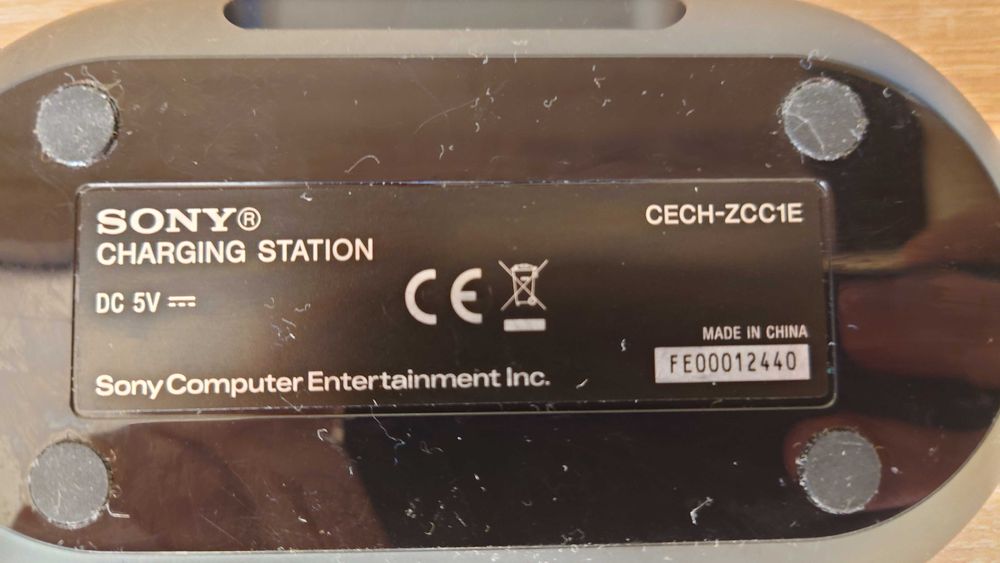 SONY®
CHARGING STATION
CECH-ZCC1E
DC 5V
CE
MADE IN CHINA
FE00012440
Sony Computer Entertainment Inc.